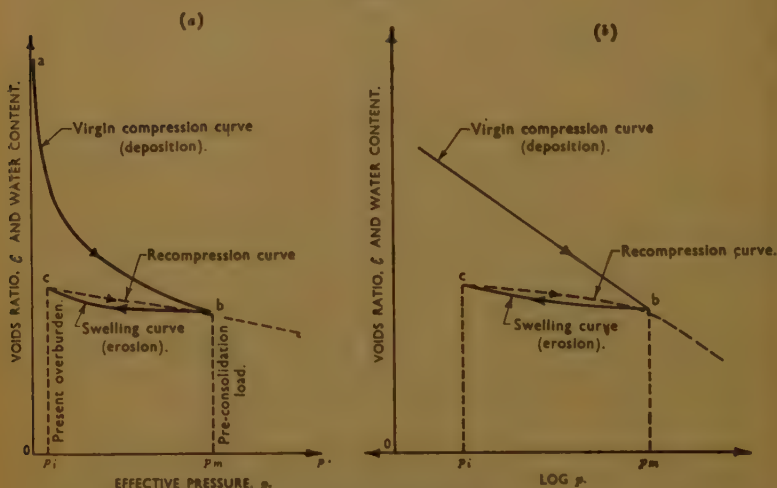 (a)
a
VOIDS RATIO, e AND WATER CONTENT.
Virgin compression curve
(deposition).
Recompression curve
c
b
Swelling curve
(erosion).
Present overburden.
Pre-consolidation
load.
0
pi
pm
p.
EFFECTIVE PRESSURE, p.
(b)
VOIDS RATIO, e AND WATER CONTENT.
Virgin compression curve
(deposition).
Recompression curve.
c
b
Swelling curve
(erosion).
0
pi
pm
LOG p.